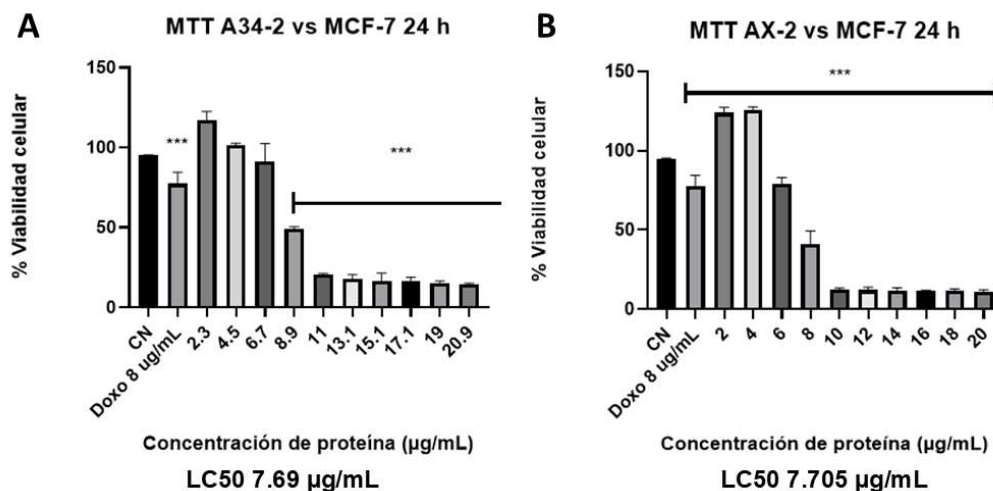 A
MTT A34-2 vs MCF-7 24 h
% Viabilidad celular
150
100
50
0
***
***
CN
Doxo 8 ug/mL
2.3
4.5
6.7
8.9
11
13.1
15.1
17.1
19
20.9
Concentración de proteína (µg/mL)
LC50 7.69 µg/mL
B
MTT AX-2 vs MCF-7 24 h
% Viabilidad celular
150
100
50
0
***
CN
Doxo 8 ug/mL
2
4
6
8
10
12
14
16
18
20
Concentración de proteína (µg/mL)
LC50 7.705 µg/mL